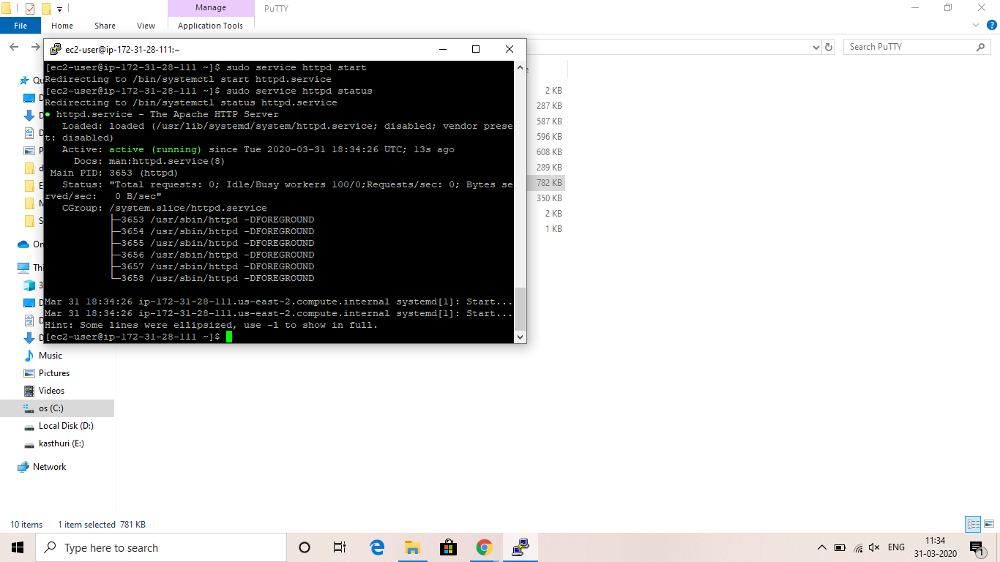 Manage
PuTTY
File
Home
Share
View
Application Tools
ec2-user@ip-172-31-28-111:~
Search PuTTY
[ec2-user@ip-172-31-28-111 ~]$ sudo service httpd start
Redirecting to /bin/systemctl start httpd.service
[ec2-user@ip-172-31-28-111 ~]$ sudo service httpd status
Redirecting to /bin/systemctl status httpd.service
● httpd.service - The Apache HTTP Server
Loaded: loaded (/usr/lib/systemd/system/httpd.service; disabled; vendor prese
t: disabled)
Active: active (running) since Tue 2020-03-31 18:34:26 UTC; 13s ago
Docs: man:httpd.service(8)
Main PID: 3653 (httpd)
Status: "Total requests: 0; Idle/Busy workers 100/0;Requests/sec: 0; Bytes se
rved/sec:   0 B/sec"
CGroup: /system.slice/httpd.service
├─3653 /usr/sbin/httpd -DFOREGROUND
├─3654 /usr/sbin/httpd -DFOREGROUND
├─3655 /usr/sbin/httpd -DFOREGROUND
├─3656 /usr/sbin/httpd -DFOREGROUND
├─3657 /usr/sbin/httpd -DFOREGROUND
└─3658 /usr/sbin/httpd -DFOREGROUND
Mar 31 18:34:26 ip-172-31-28-111.us-east-2.compute.internal systemd[1]: Start...
Mar 31 18:34:26 ip-172-31-28-111.us-east-2.compute.internal systemd[1]: Start...
Hint: Some lines were ellipsized, use -l to show in full.
[ec2-user@ip-172-31-28-111 ~]$
2 KB
287 KB
587 KB
596 KB
608 KB
289 KB
782 KB
350 KB
2 KB
1 KB
Music
Pictures
Videos
os (C:)
Local Disk (D:)
kasthuri (E:)
Network
10 items
1 item selected 781 KB
Type here to search
ENG
11:34
31-03-2020
1